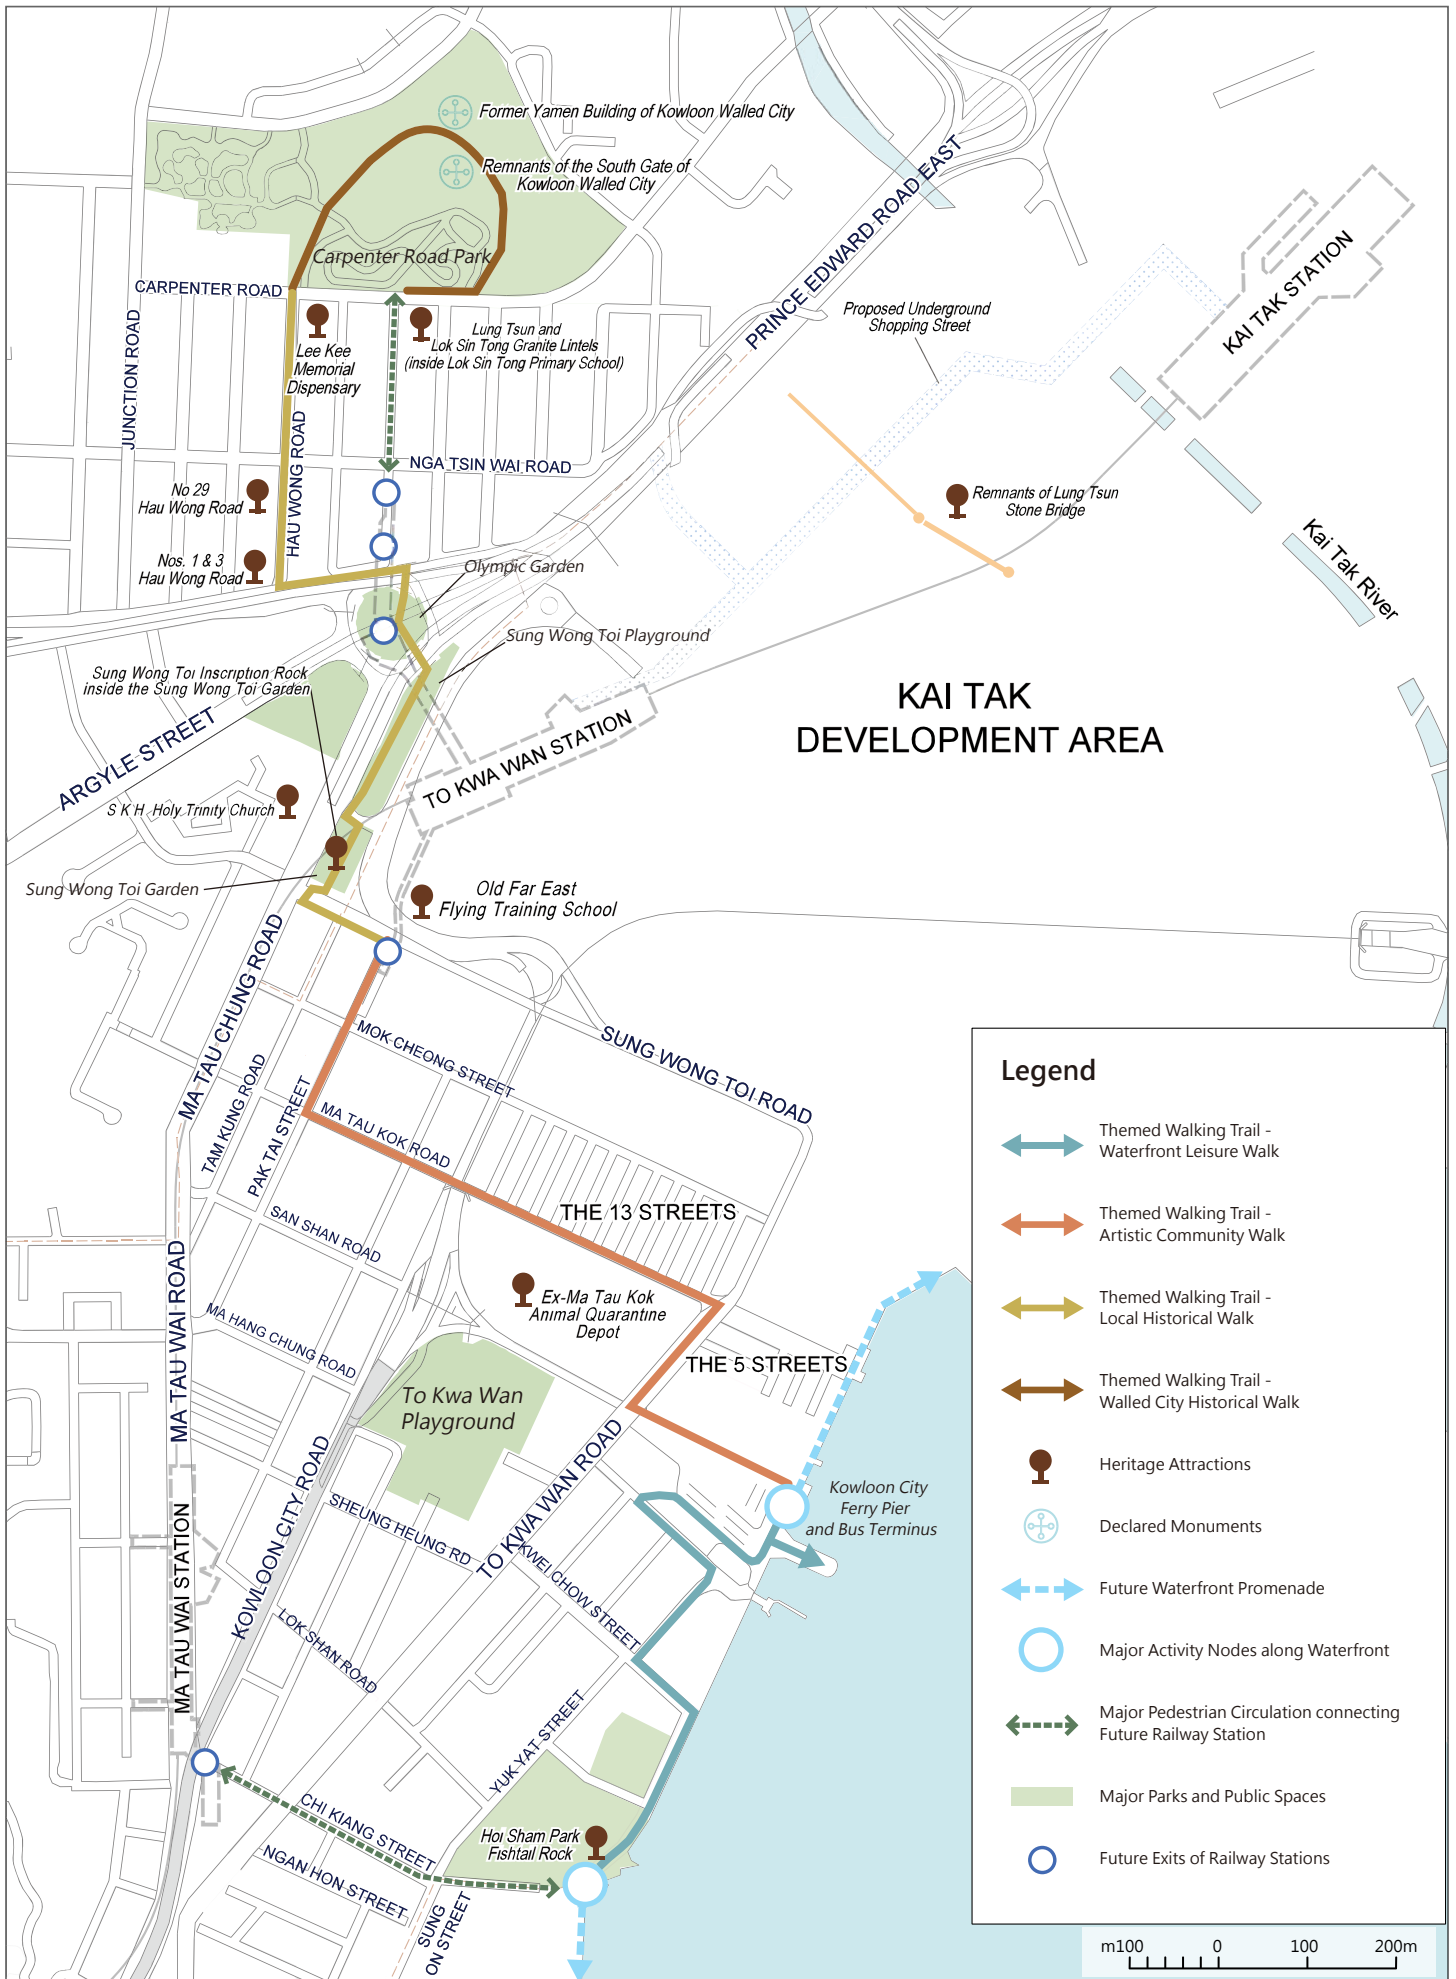 Former Yamen Building of Kowloon Walled City
Remnants of the South Gate of
Kowloon Walled City
Carpenter Road Park
CARPENTER ROAD
JUNCTION ROAD
Lee Kee
Memorial
Dispensary
Lung Tsun and
Lok Sin Tong Granite Lintels
(inside Lok Sin Tong Primary School)
PRINCE EDWARD ROAD EAST
Proposed Underground
Shopping Street
KAI TAK STATION
HAU WONG ROAD
NGA TSIN WAI ROAD
No 29
Hau Wong Road
Nos. 1 & 3
Hau Wong Road
Remnants of Lung Tsun
Stone Bridge
Kai Tak River
Olympic Garden
Sung Wong Toi Playground
Sung Wong Toi Inscription Rock
inside the Sung Wong Toi Garden
ARGYLE STREET
KAI TAK
DEVELOPMENT AREA
TO KWA WAN STATION
S K H Holy Trinity Church
Sung Wong Toi Garden
Old Far East
Flying Training School
MA TAU CHUNG ROAD
MOK CHEONG STREET
SUNG WONG TOI ROAD
TAM KUNG ROAD
PAK TAI STREET
MA TAU KOK ROAD
THE 13 STREETS
SAN SHAN ROAD
MA TAU WAI ROAD
Ex-Ma Tau Kok
Animal Quarantine
Depot
MA HANG CHUNG ROAD
THE 5 STREETS
To Kwa Wan
Playground
KOWLOON CITY ROAD
TO KWA WAN ROAD
SHEUNG HEUNG RD
Kowloon City
Ferry Pier
and Bus Terminus
KWEI CHOW STREET
MA TAU WAI STATION
LOK SHAN ROAD
YUK YAT STREET
CHI KIANG STREET
NGAN HON STREET
Hoi Sham Park
Fishtail Rock
SUNG
ON STREET
Legend
Themed Walking Trail -
Waterfront Leisure Walk
Themed Walking Trail -
Artistic Community Walk
Themed Walking Trail -
Local Historical Walk
Themed Walking Trail -
Walled City Historical Walk
Heritage Attractions
Declared Monuments
Future Waterfront Promenade
Major Activity Nodes along Waterfront
Major Pedestrian Circulation connecting
Future Railway Station
Major Parks and Public Spaces
Future Exits of Railway Stations
m100 0 100 200m